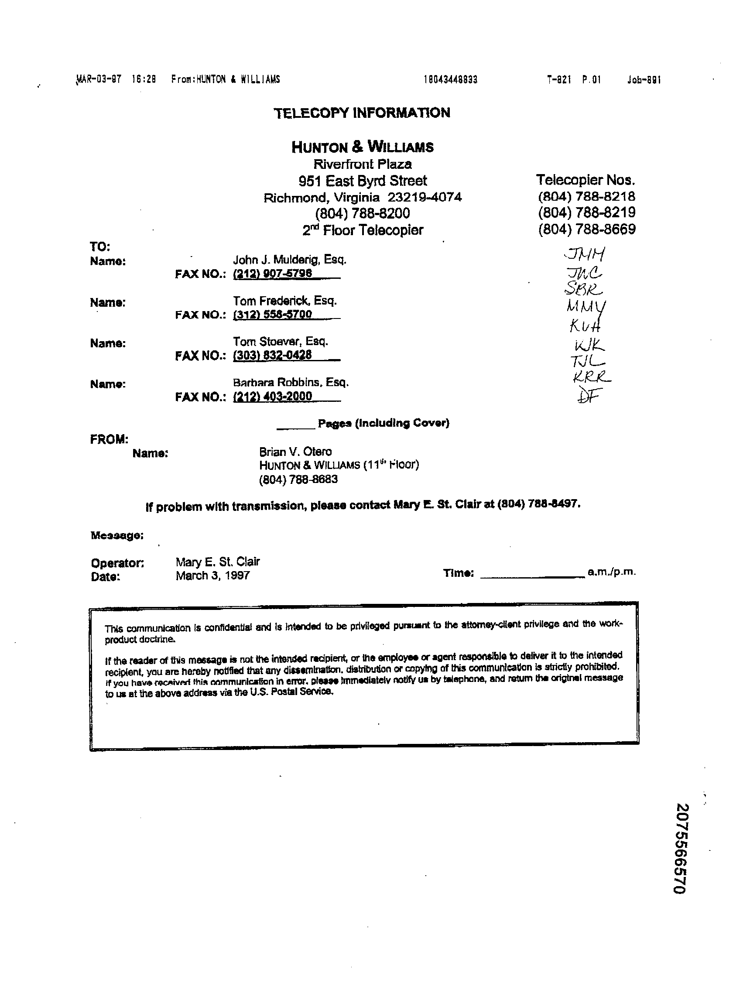 MAR-03-97 16:28 From:HUNTON & WILLIAMS 18043448833 T-821 P.01 Job-891
TELECOPY INFORMATION
HUNTON & WILLIAMS
Riverfront Plaza
951 East Byrd Street Telecopier Nos.
Richmond, Virginia 23219-4074 (804) 788-8218
(804) 788-8200 (804) 788-8219
2nd Floor Telecopier (804) 788-8669
TO:
Name: John J. Mulderig, Esq.
FAX NO.: (212) 907-5796
JMH
JNC
SBR
MMY
KUA
WK
TJL
KRR
DF
Name: Tom Frederick, Esq.
FAX NO.: (312) 558-5700
Name: Tom Stoever, Esq.
FAX NO.: (303) 832-0428
Name: Barbara Robbins, Esq.
FAX NO.: (212) 403-2000
______ Pages (Including Cover)
FROM:
Name: Brian V. Otero
HUNTON & WILLIAMS (11th Floor)
(804) 788-8683
If problem with transmission, please contact Mary E. St. Clair at (804) 788-8497.
Message:
Operator: Mary E. St. Clair
Date: March 3, 1997 Time: ________________ a.m./p.m.
This communication is confidential and is intended to be privileged pursuant to the attorney-client privilege and the work-
product doctrine.
If the reader of this message is not the intended recipient, or the employee or agent responsible to deliver it to the intended
recipient, you are hereby notified that any dissemination, distribution or copying of this communication is strictly prohibited.
If you have received this communication in error, please immediately notify us by telephone, and return the original message
to us at the above address via the U.S. Postal Service.
2075566570